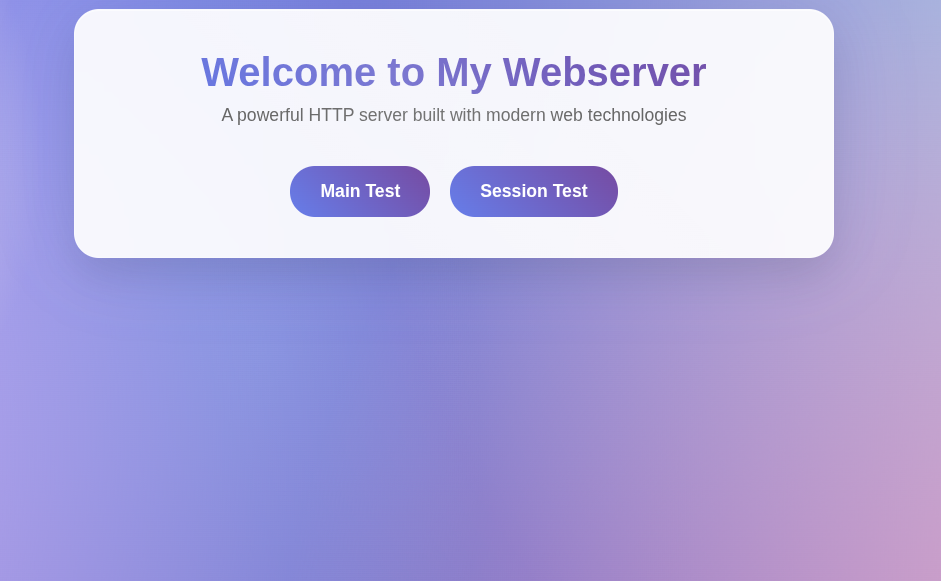 Welcome to My Webserver
A powerful HTTP server built with modern web technologies
Main Test
Session Test